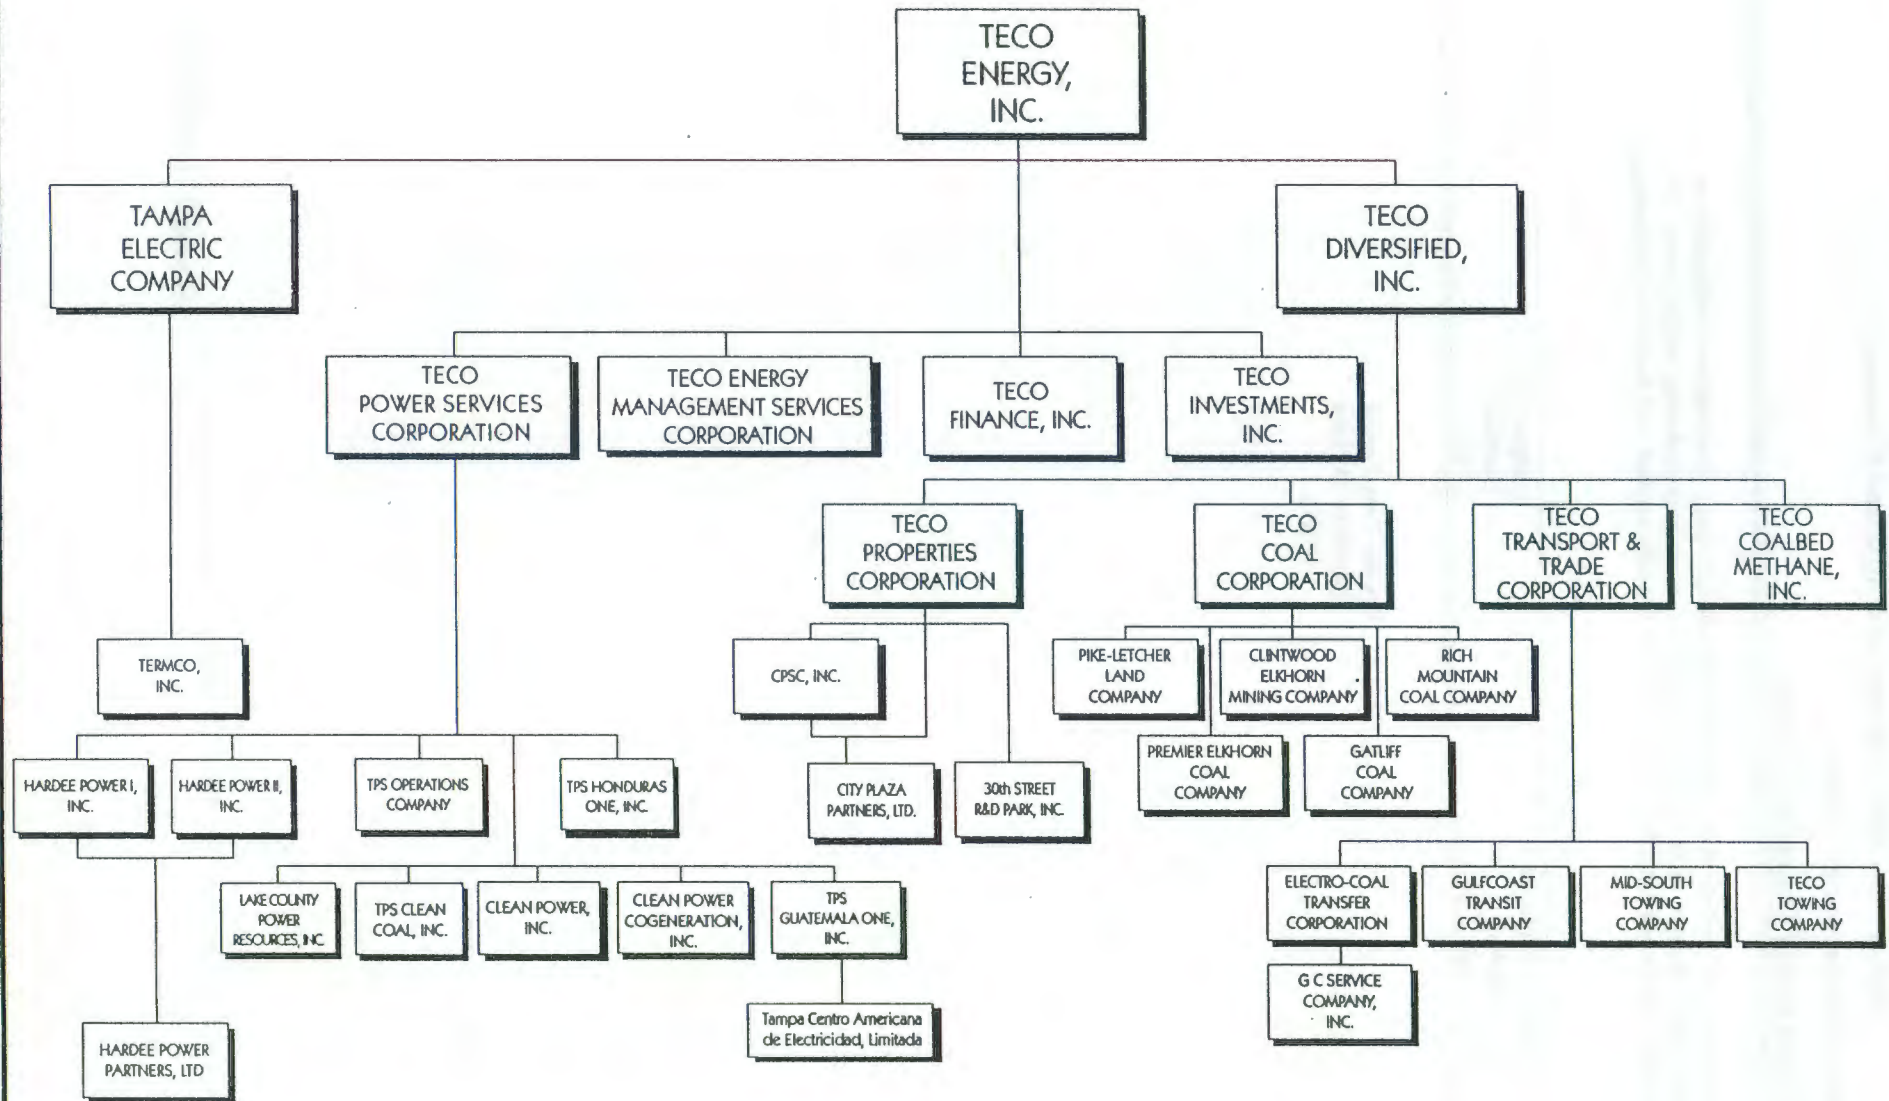 TECO
ENERGY,
INC.
TAMPA
ELECTRIC
COMPANY
TECO
DIVERSIFIED,
INC.
TECO
POWER SERVICES
CORPORATION
TECO ENERGY
MANAGEMENT SERVICES
CORPORATION
TECO
FINANCE, INC.
TECO
INVESTMENTS,
INC.
TECO
PROPERTIES
CORPORATION
TECO
COAL
CORPORATION
TECO
TRANSPORT &
TRADE
CORPORATION
TECO
COALBED
METHANE,
INC.
TERMCO,
INC.
CPSC, INC.
PIKE-LETCHER
LAND
COMPANY
CLINTWOOD
ELKHORN
MINING COMPANY
RICH
MOUNTAIN
COAL COMPANY
HARDEE POWER I,
INC.
HARDEE POWER II,
INC.
TPS OPERATIONS
COMPANY
TPS HONDURAS
ONE, INC.
CITY PLAZA
PARTNERS, LTD.
30th STREET
R&D PARK, INC.
PREMIER ELKHORN
COAL
COMPANY
GATLIFF
COAL
COMPANY
LAKE COUNTY
POWER
RESOURCES, INC.
TPS CLEAN
COAL, INC.
CLEAN POWER,
INC.
CLEAN POWER
COGENERATION,
INC.
TPS
GUATEMALA ONE,
INC.
ELECTRO-COAL
TRANSFER
CORPORATION
GULFCOAST
TRANSIT
COMPANY
MID-SOUTH
TOWING
COMPANY
TECO
TOWING
COMPANY
G C SERVICE
COMPANY,
INC.
Tampa Centro Americana
de Electricidad, Limitada
HARDEE POWER
PARTNERS, LTD